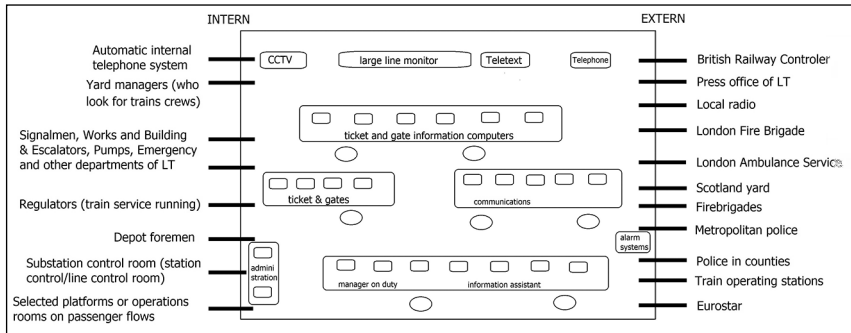 INTERN
EXTERN
Automatic internal
telephone system
Yard managers (who
look for trains crews)
Signalmen, Works and Building
& Escalators, Pumps, Emergency
and other departments of LT
Regulators (train service running)
Depot foremen
Substation control room (station
control/line control room)
Selected platforms or operations
rooms on passenger flows
CCTV
large line monitor
Teletext
Telephone
ticket and gate information computers
ticket & gates
communications
alarm
systems
admini
stration
manager on duty
information assistant
British Railway Controler
Press office of LT
Local radio
London Fire Brigade
London Ambulance Service
Scotland yard
Firebrigades
Metropolitan police
Police in counties
Train operating stations
Eurostar